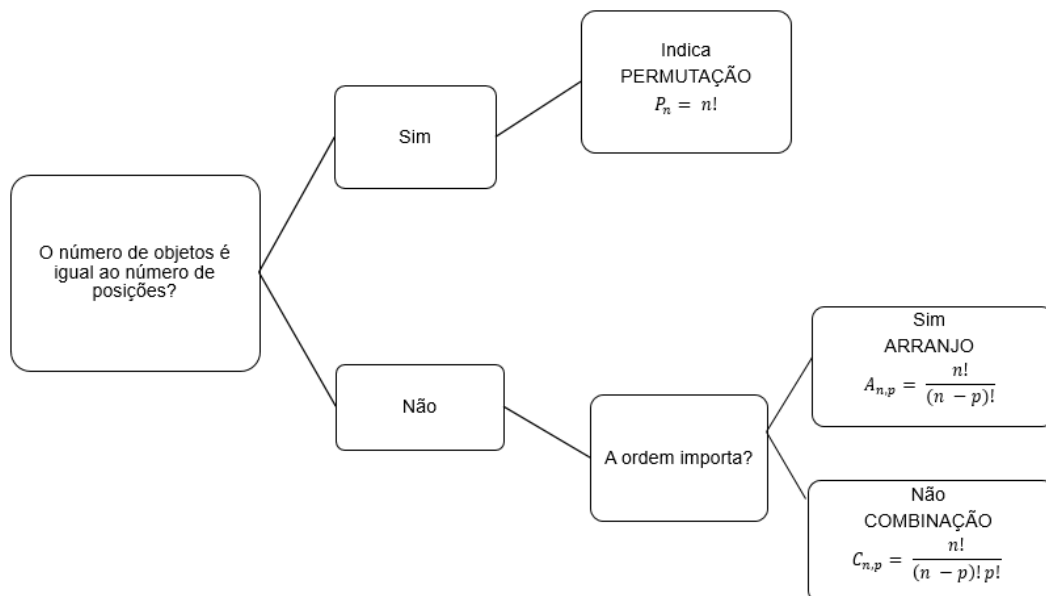 O número de objetos é
igual ao número de
posições?
Sim
Indica
PERMUTAÇÃO
Pₙ = n!
Não
A ordem importa?
Sim
ARRANJO
Aₙ,ₚ = n! / (n − p)!
Não
COMBINAÇÃO
Cₙ,ₚ = n! / (n − p)! p!